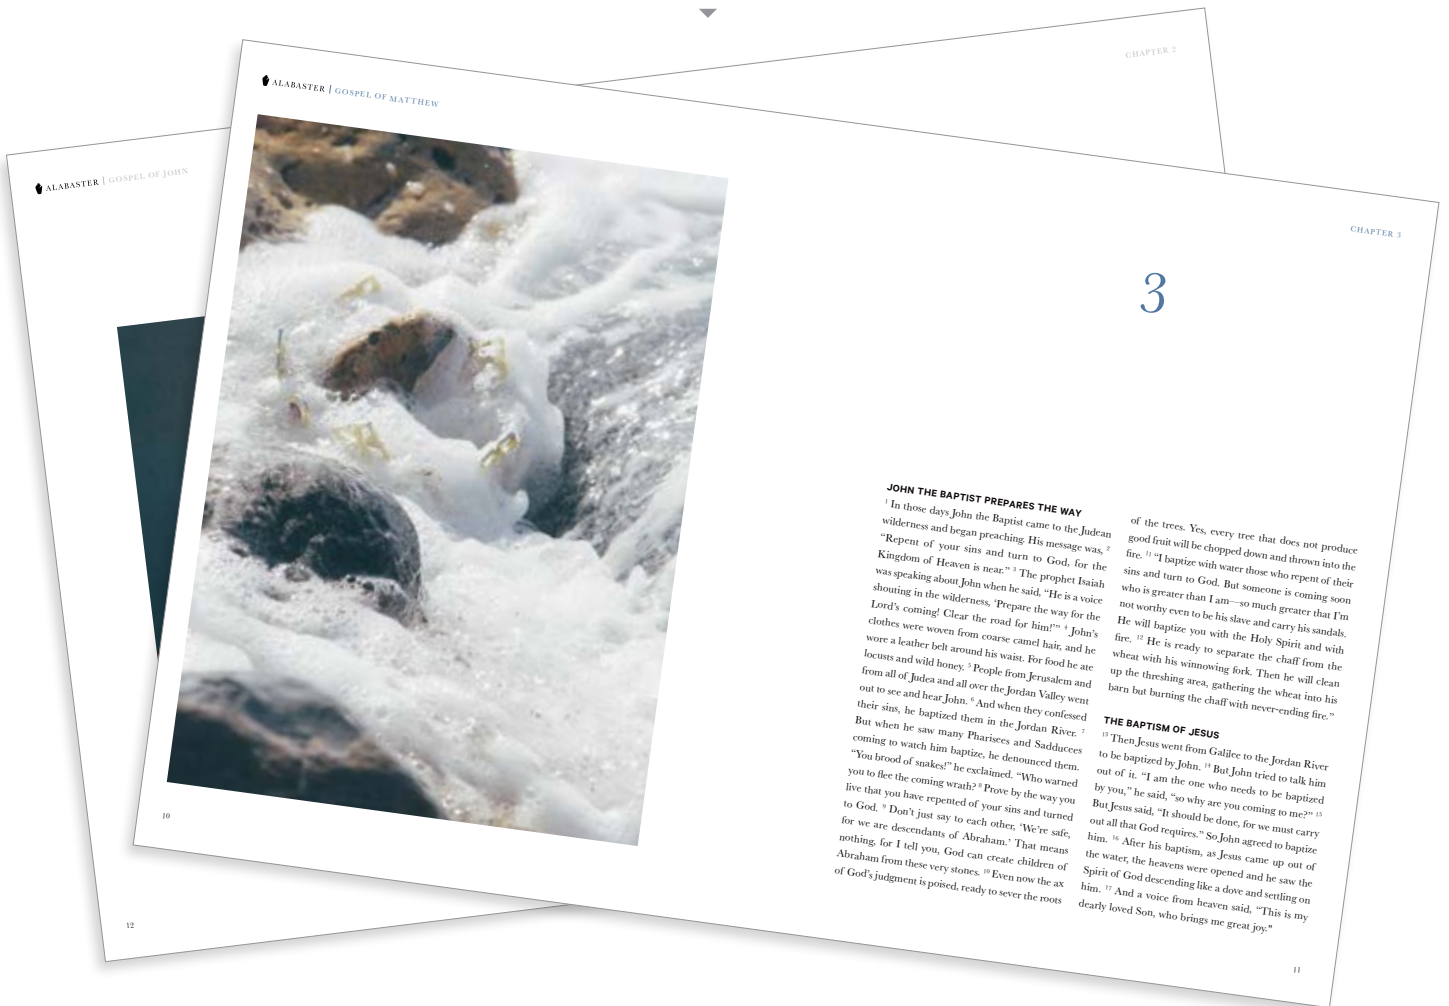 CHAPTER 2
ALABASTER | GOSPEL OF JOHN
12
ALABASTER | GOSPEL OF MATTHEW
10
CHAPTER 3
3
JOHN THE BAPTIST PREPARES THE WAY
1 In those days John the Baptist came to the Judean
wilderness and began preaching. His message was, 2
“Repent of your sins and turn to God, for the
Kingdom of Heaven is near.” 3 The prophet Isaiah
was speaking about John when he said, “He is a voice
shouting in the wilderness, ‘Prepare the way for the
Lord’s coming! Clear the road for him!’” 4 John’s
clothes were woven from coarse camel hair, and he
wore a leather belt around his waist. For food he ate
locusts and wild honey. 5 People from Jerusalem and
from all of Judea and all over the Jordan Valley went
out to see and hear John. 6 And when they confessed
their sins, he baptized them in the Jordan River. 7
But when he saw many Pharisees and Sadducees
coming to watch him baptize, he denounced them.
“You brood of snakes!” he exclaimed. “Who warned
you to flee the coming wrath? 8 Prove by the way you
live that you have repented of your sins and turned
to God. 9 Don’t just say to each other, ‘We’re safe,
for we are descendants of Abraham.’ That means
nothing, for I tell you, God can create children of
Abraham from these very stones. 10 Even now the ax
of God’s judgment is poised, ready to sever the roots
of the trees. Yes, every tree that does not produce
good fruit will be chopped down and thrown into the
fire. 11 “I baptize with water those who repent of their
sins and turn to God. But someone is coming soon
who is greater than I am—so much greater that I’m
not worthy even to be his slave and carry his sandals.
He will baptize you with the Holy Spirit and with
fire. 12 He is ready to separate the chaff from the
wheat with his winnowing fork. Then he will clean
up the threshing area, gathering the wheat into his
barn but burning the chaff with never-ending fire.”
THE BAPTISM OF JESUS
13 Then Jesus went from Galilee to the Jordan River
to be baptized by John. 14 But John tried to talk him
out of it. “I am the one who needs to be baptized
by you,” he said, “so why are you coming to me?” 15
But Jesus said, “It should be done, for we must carry
out all that God requires.” So John agreed to baptize
him. 16 After his baptism, as Jesus came up out of
the water, the heavens were opened and he saw the
Spirit of God descending like a dove and settling on
him. 17 And a voice from heaven said, “This is my
dearly loved Son, who brings me great joy.”
11